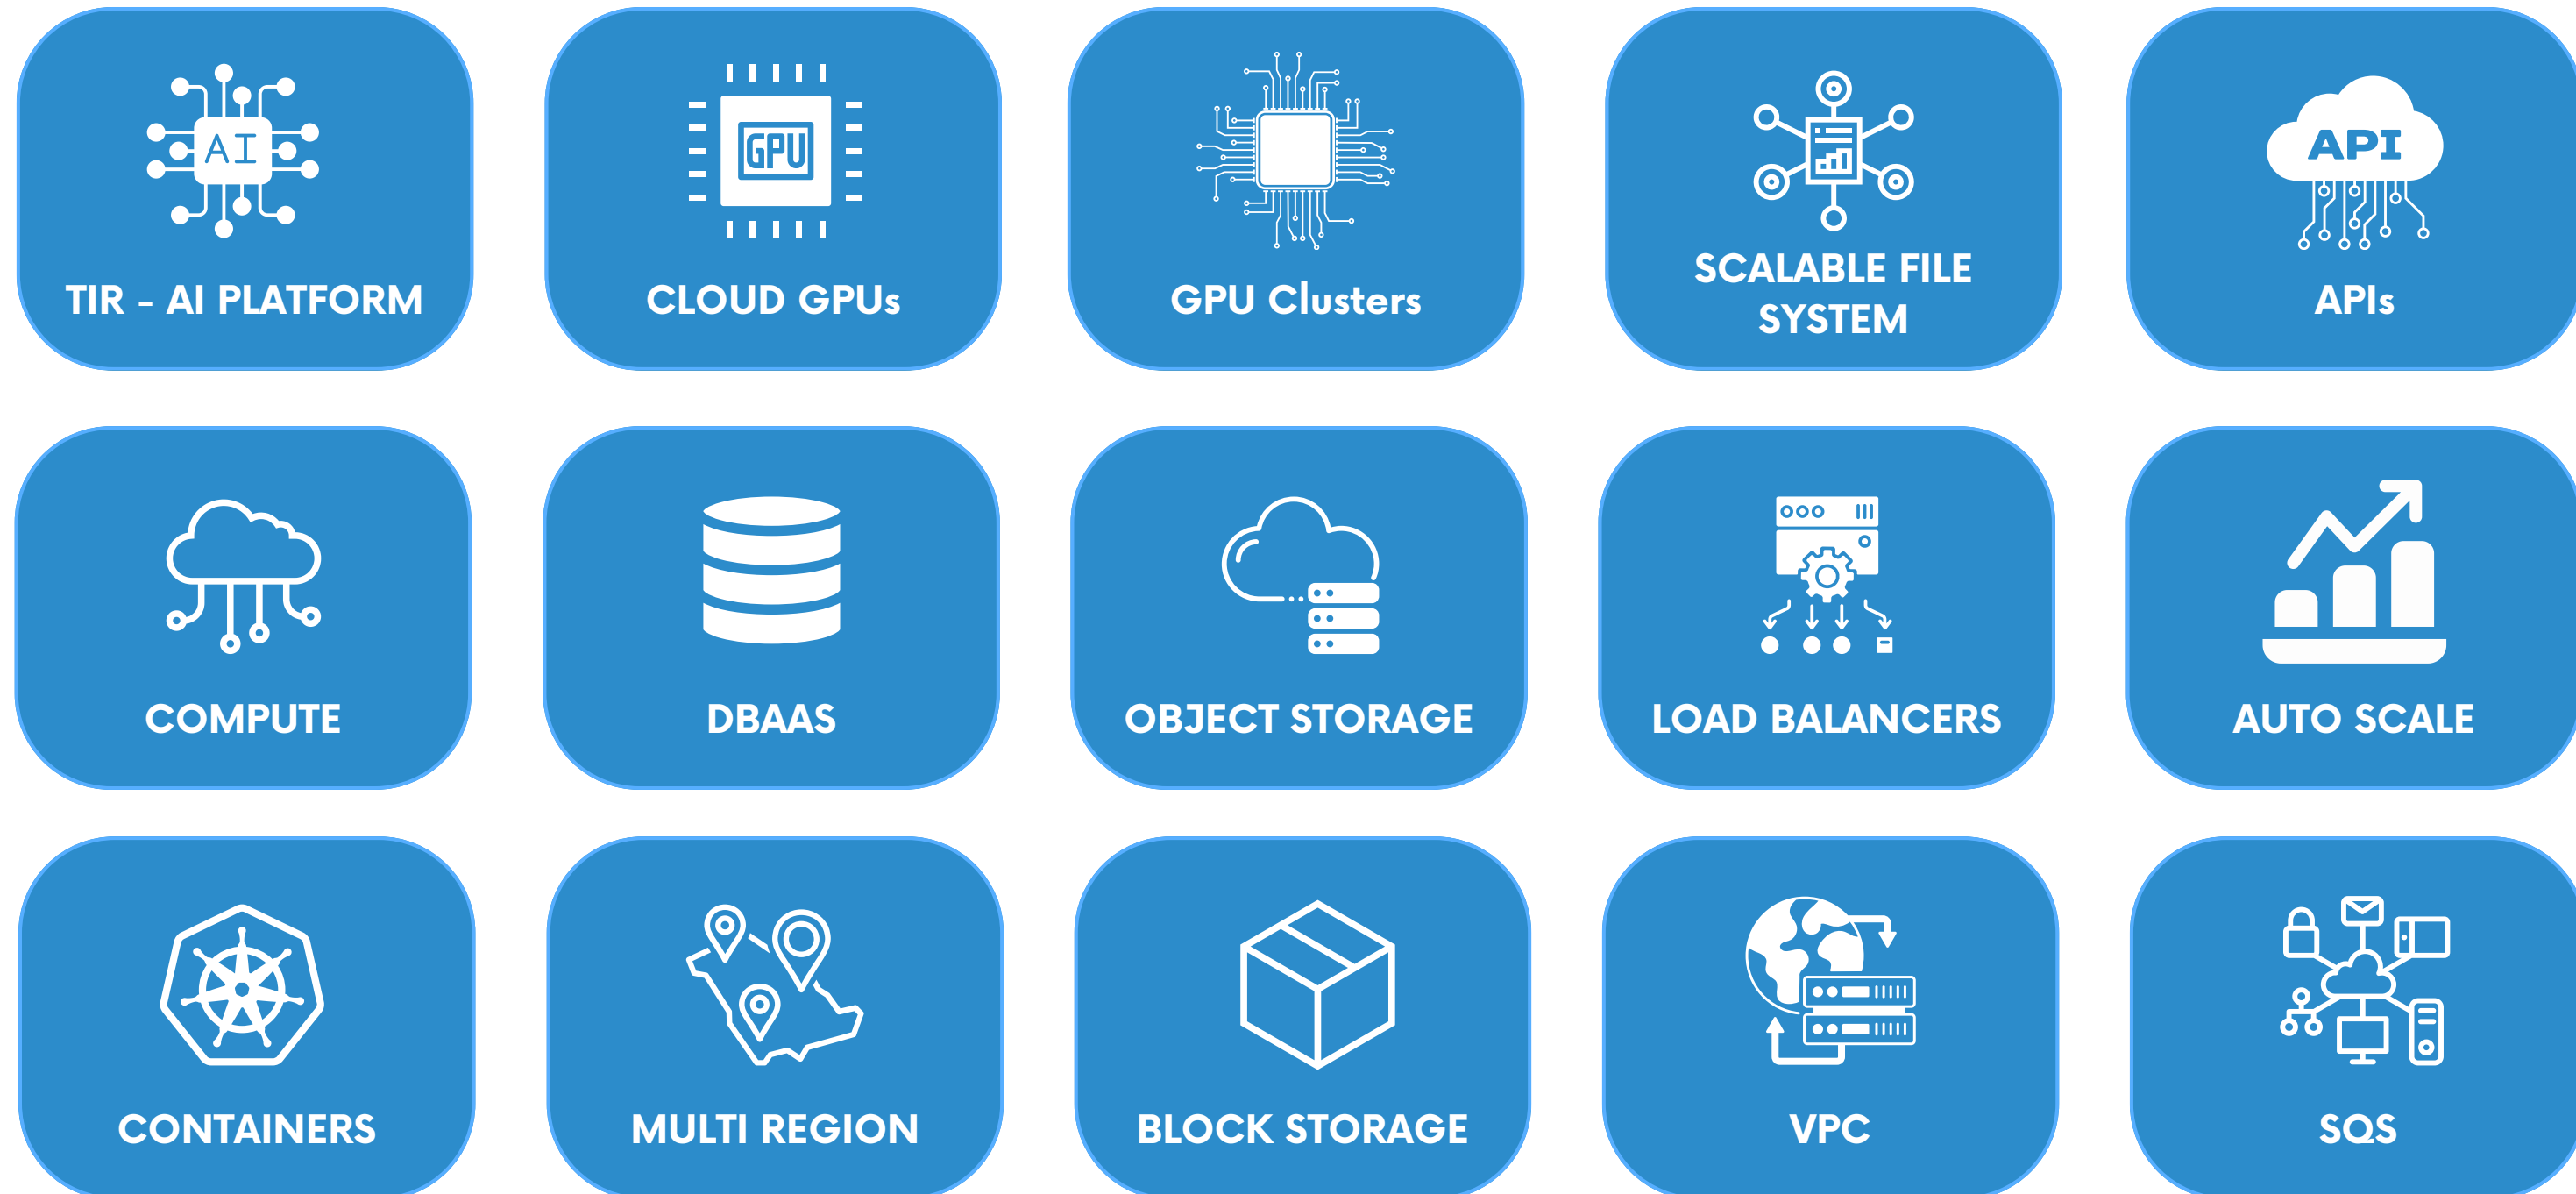 AI
GPU
API
TIR - AI PLATFORM
CLOUD GPUs
GPU Clusters
SCALABLE FILE
SYSTEM
APIs
COMPUTE
DBAAS
OBJECT STORAGE
LOAD BALANCERS
AUTO SCALE
CONTAINERS
MULTI REGION
BLOCK STORAGE
VPC
SQS